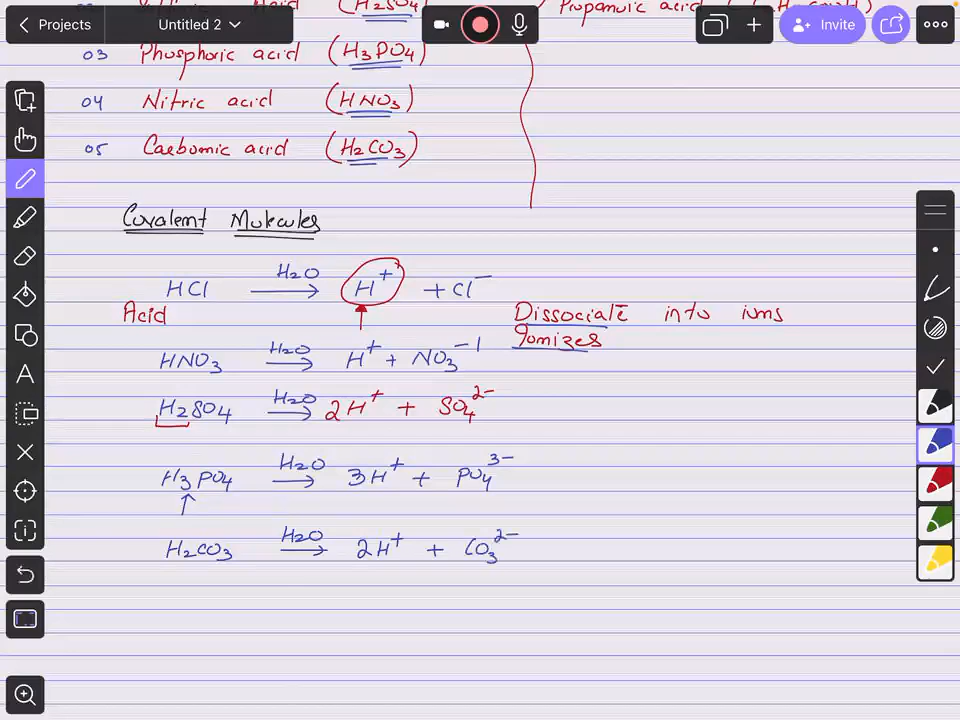 Projects
Untitled 2
Invite
(H2SO4)
03 Phosphoric acid (H3PO4)
04 Nitric acid (HNO3)
05 Carbomic acid (H2CO3)
Covalent Molecules
HCl H2O→ H⁺ + Cl⁻
Acid
Dissociate into ions
Ionizes
HNO3 H2O→ H⁺ + NO3⁻¹
H2SO4 H2O→ 2H⁺ + SO4²⁻
H3PO4 H2O→ 3H⁺ + PO4³⁻
H2CO3 H2O→ 2H⁺ + CO3²⁻